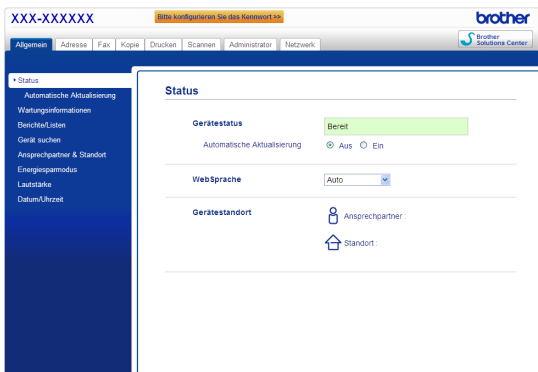 XXX-XXXXXX
Bitte konfigurieren Sie das Kennwort >>
brother
Allgemein Adresse Fax Kopie Drucken Scannen Administrator Netzwerk
Brother
Solutions Center
Status
Automatische Aktualisierung
Wartungsinformationen
Berichte/Listen
Gerät suchen
Ansprechpartner & Standort
Energiesparmodus
Lautstärke
Datum/Uhrzeit
Status
Gerätestatus
Bereit
Automatische Aktualisierung Aus Ein
WebSprache
Auto
Gerätestandort
Ansprechpartner :
Standort :